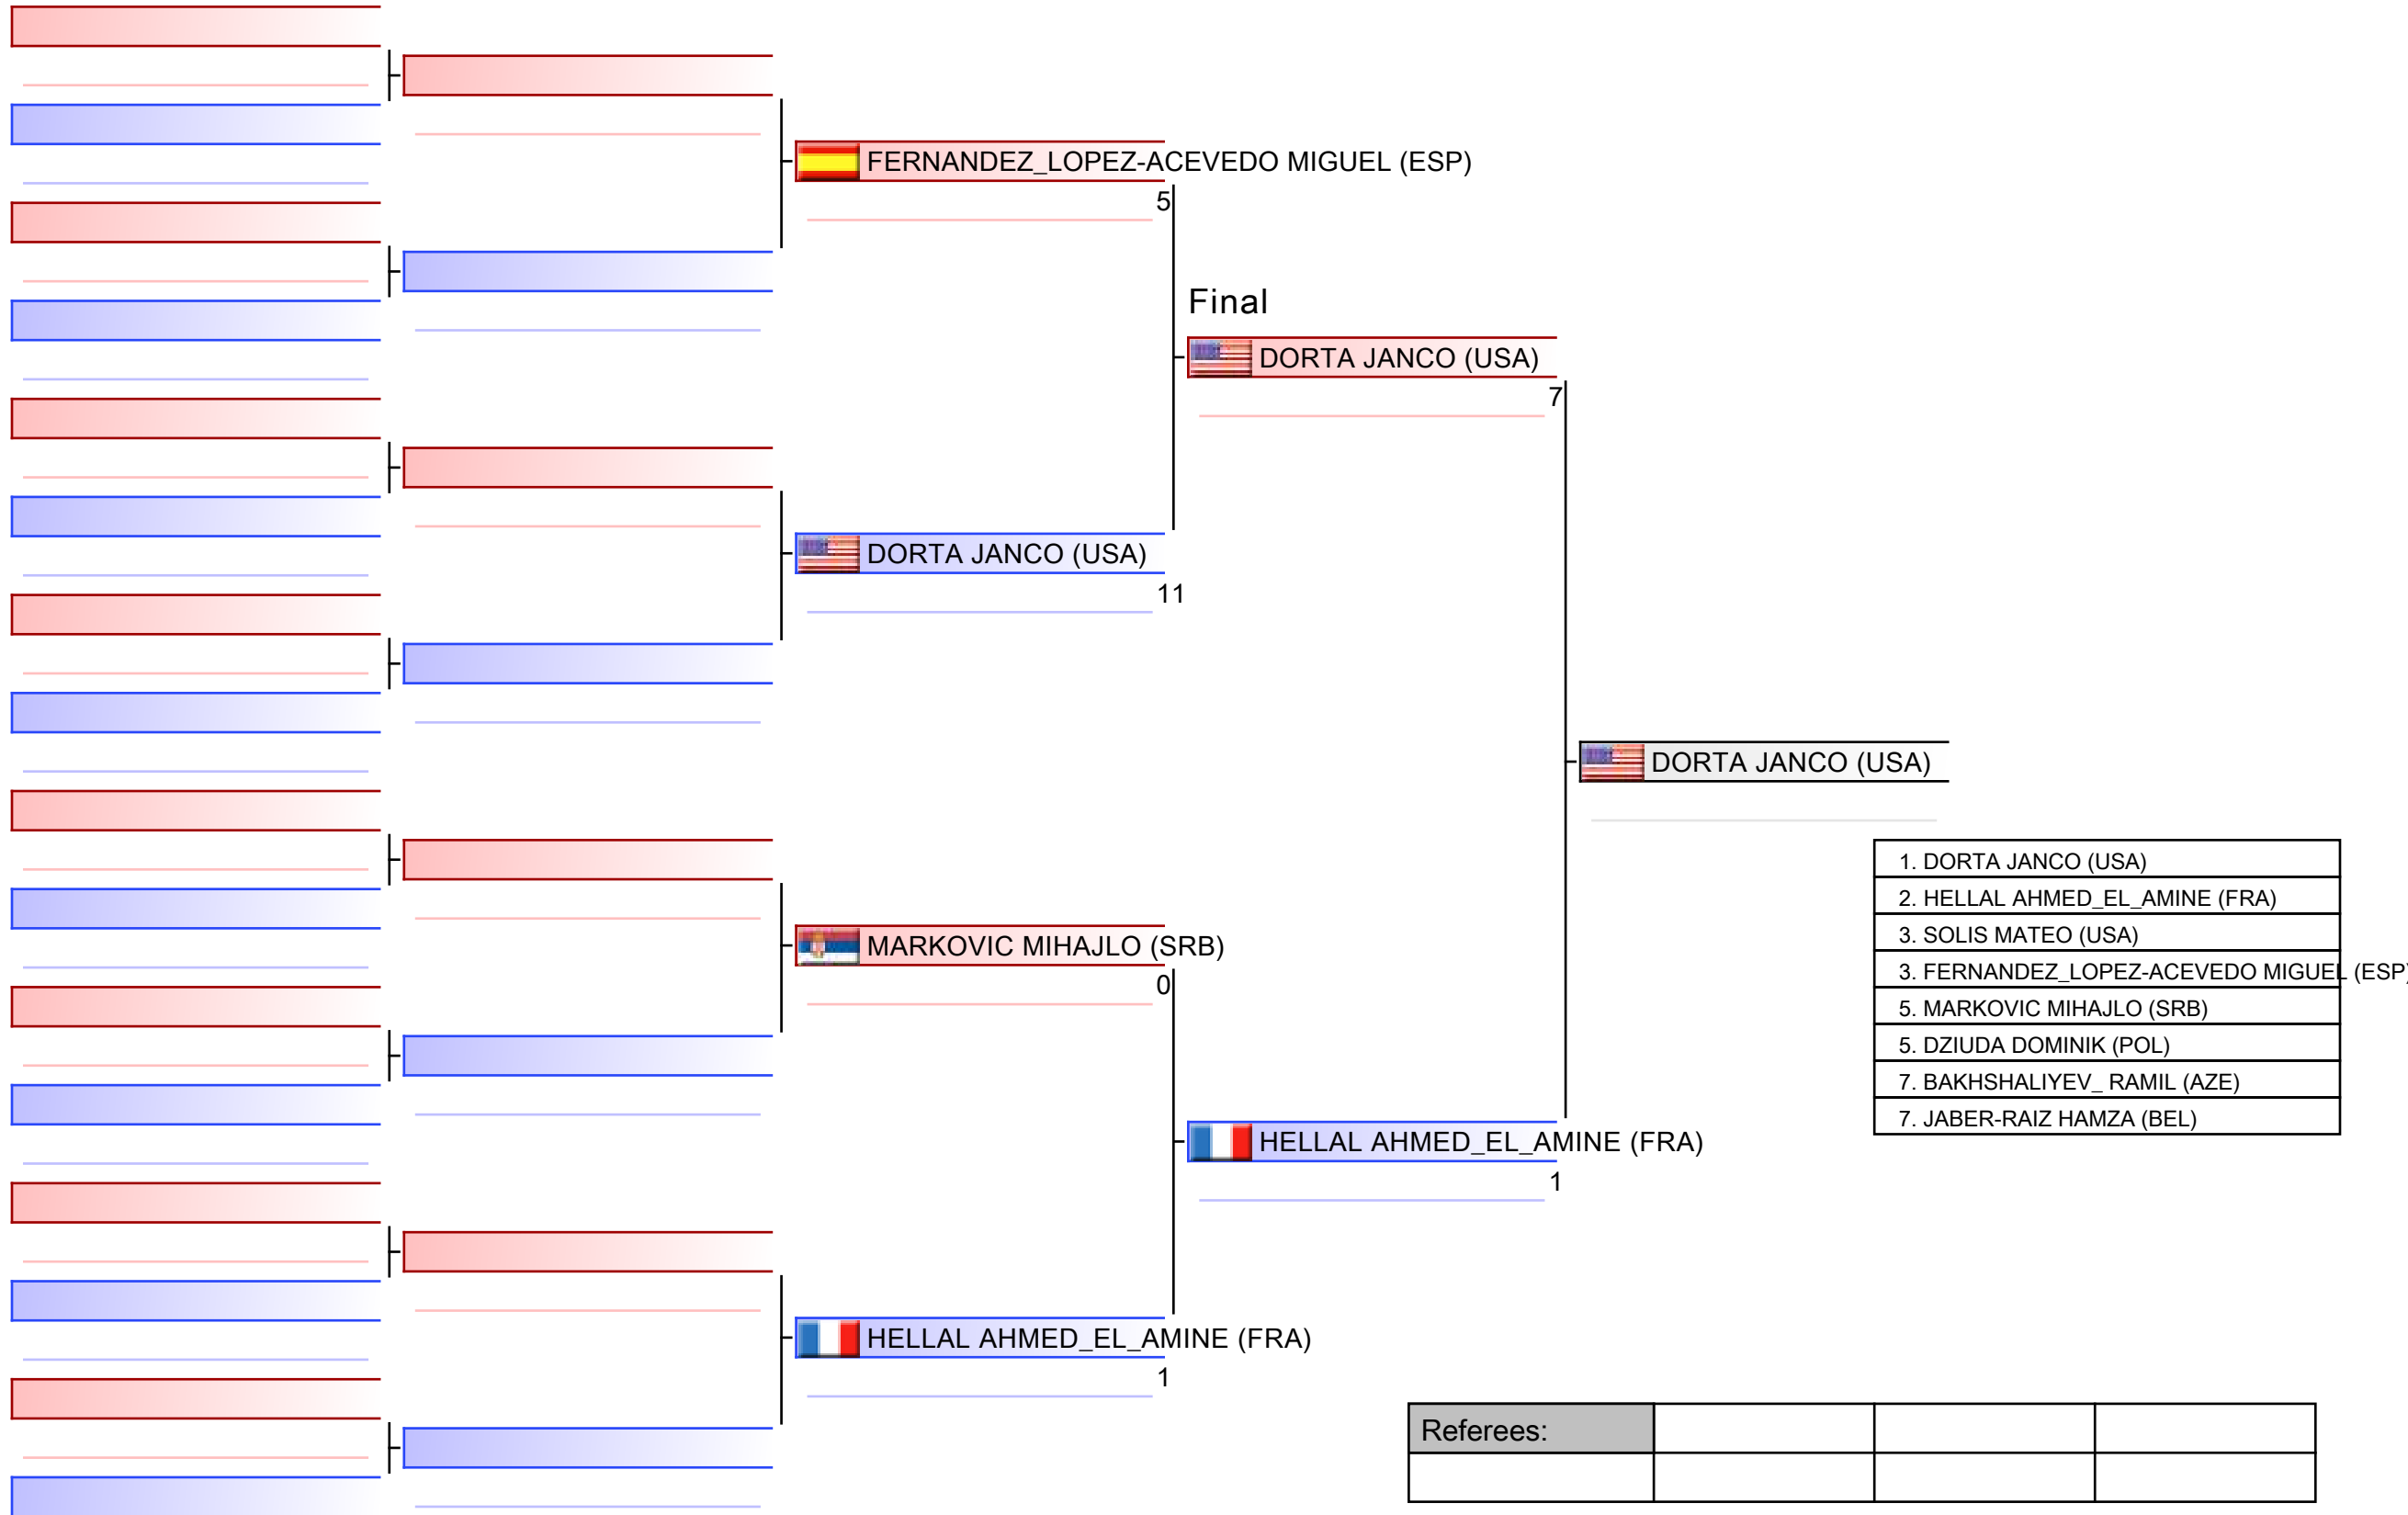 FERNANDEZ_LOPEZ-ACEVEDO MIGUEL (ESP)
5
Final
DORTA JANCO (USA)
7
DORTA JANCO (USA)
11
DORTA JANCO (USA)
1. DORTA JANCO (USA)
2. HELLAL AHMED_EL_AMINE (FRA)
3. SOLIS MATEO (USA)
3. FERNANDEZ_LOPEZ-ACEVEDO MIGUEL (ESP)
5. MARKOVIC MIHAJLO (SRB)
5. DZIUDA DOMINIK (POL)
7. BAKHSHALIYEV_ RAMIL (AZE)
7. JABER-RAIZ HAMZA (BEL)
MARKOVIC MIHAJLO (SRB)
0
HELLAL AHMED_EL_AMINE (FRA)
1
HELLAL AHMED_EL_AMINE (FRA)
1
Referees: